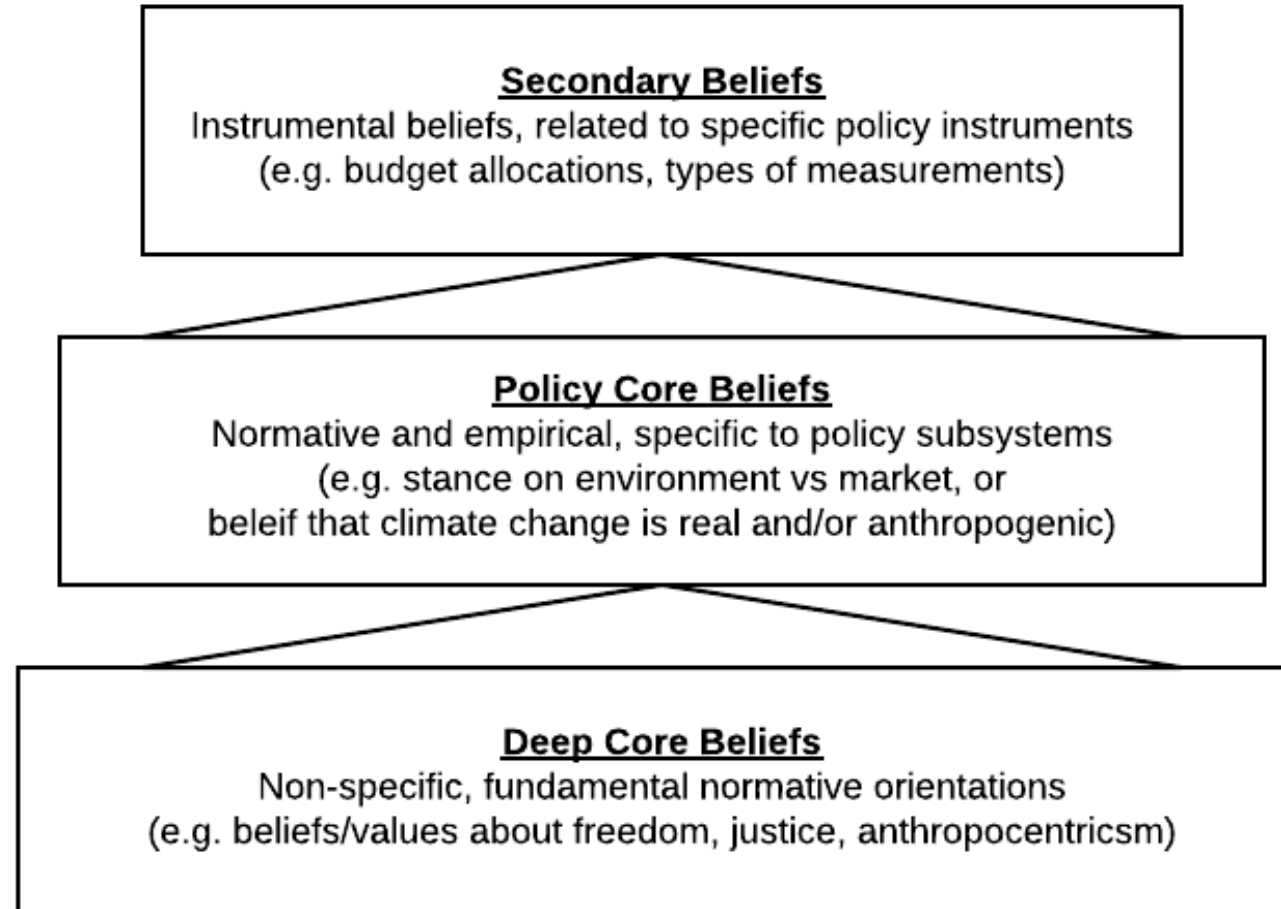 Secondary Beliefs
Instrumental beliefs, related to specific policy instruments
(e.g. budget allocations, types of measurements)
Policy Core Beliefs
Normative and empirical, specific to policy subsystems
(e.g. stance on environment vs market, or
beleif that climate change is real and/or anthropogenic)
Deep Core Beliefs
Non-specific, fundamental normative orientations
(e.g. beliefs/values about freedom, justice, anthropocentricsm)